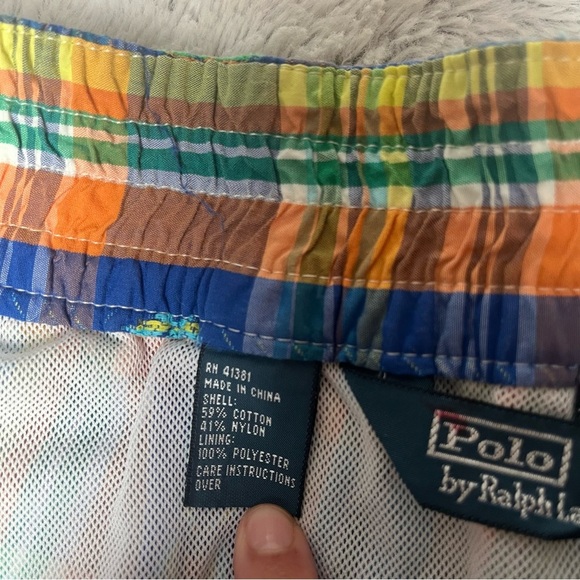 RN 41381
MADE IN CHINA
SHELL:
59% COTTON
41% NYLON
LINING:
100% POLYESTER
CARE INSTRUCTIONS
OVER
Polo
by Ralph La